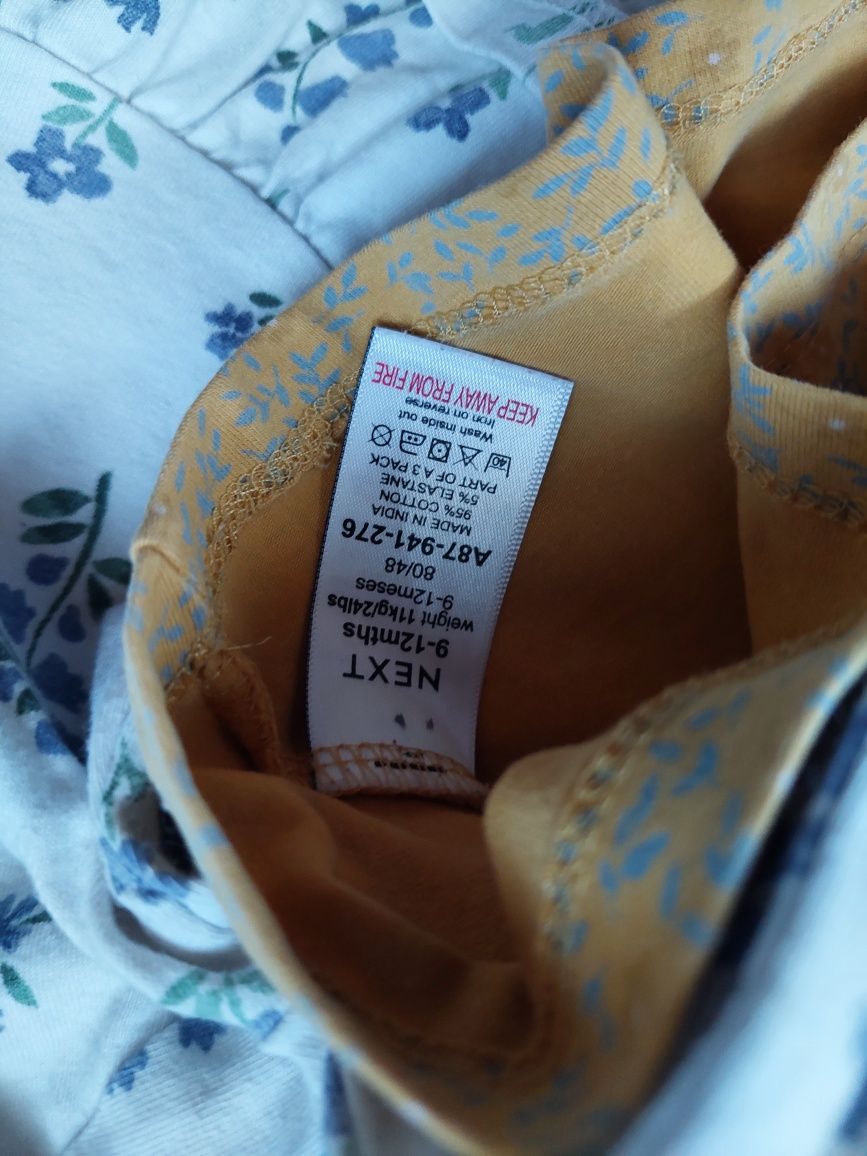 NEXT
9-12mths
weight 11kg/24lbs
9-12meses
80/48
A87-941-276
MADE IN INDIA
95% COTTON
5% ELASTANE
PART OF A 3 PACK
40
Wash inside out
Iron on reverse
KEEP AWAY FROM FIRE